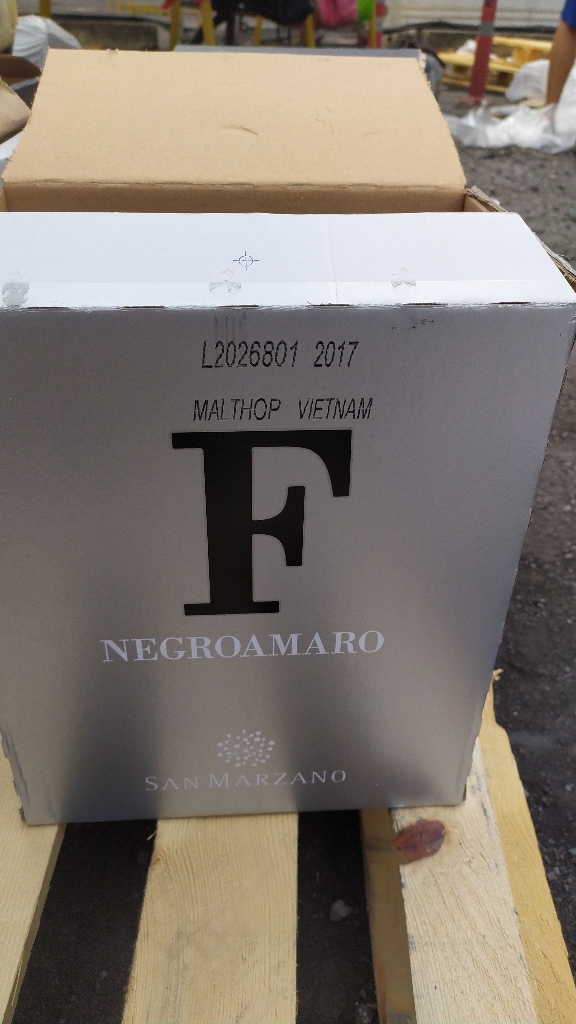 L2026801 2017
MALTHOP VIETNAM
F
NEGROAMARO
SAN MARZANO